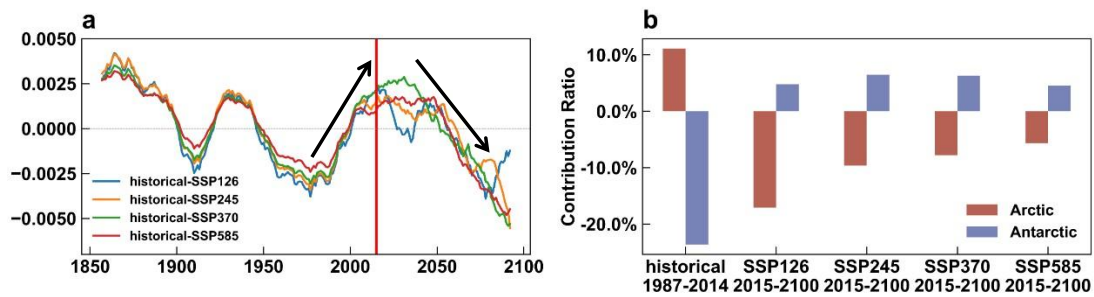 a
0.0050
0.0025
0.0000
−0.0025
−0.0050
historical-SSP126
historical-SSP245
historical-SSP370
historical-SSP585
1850
1900
1950
2000
2050
2100
b
Contribution Ratio
10.0%
0.0%
-10.0%
-20.0%
Arctic
Antarctic
historical
1987-2014
SSP126
2015-2100
SSP245
2015-2100
SSP370
2015-2100
SSP585
2015-2100